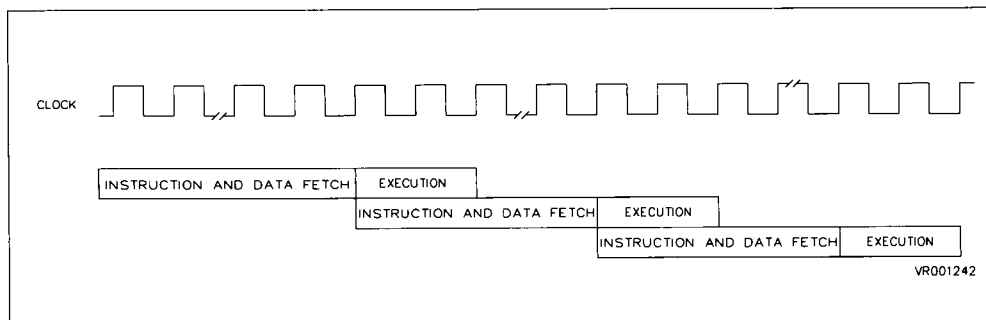 CLOCK
INSTRUCTION AND DATA FETCH EXECUTION
INSTRUCTION AND DATA FETCH EXECUTION
INSTRUCTION AND DATA FETCH EXECUTION
VR001242